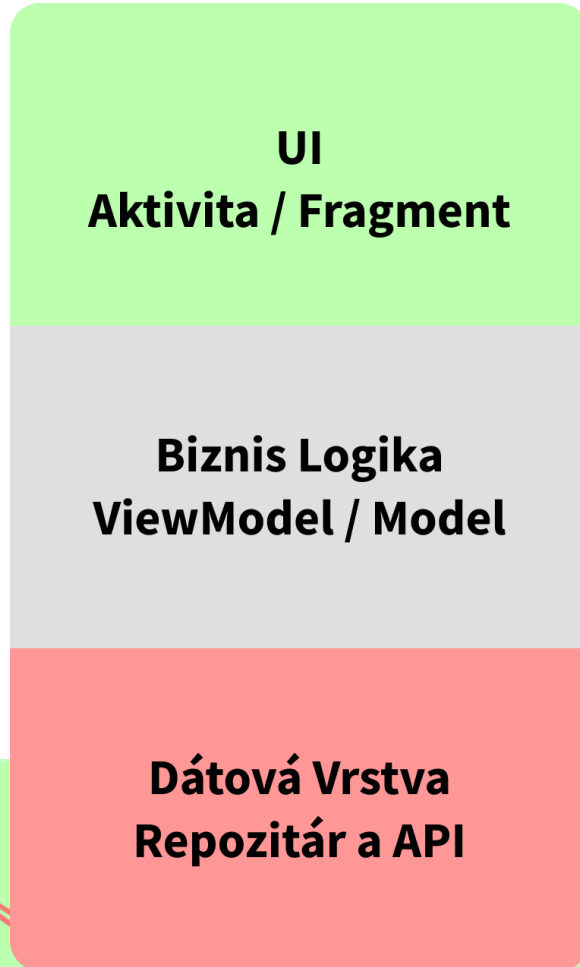 UI
Aktivita / Fragment
Biznis Logika
ViewModel / Model
Dátová Vrstva
Repozitár a API